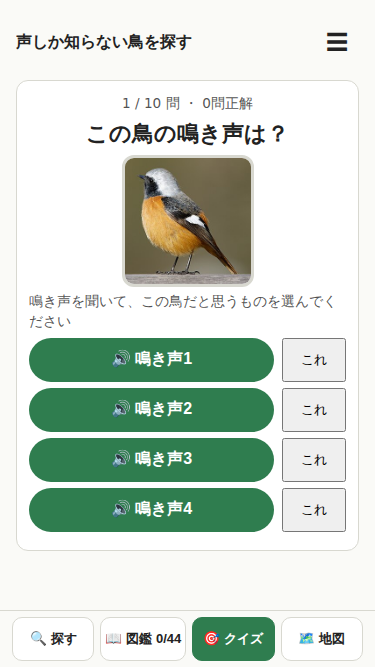 声しか知らない鳥を探す
1 / 10 問 ・ 0問正解
この鳥の鳴き声は？
鳴き声を聞いて、この鳥だと思うものを選んでく
ださい
🔊 鳴き声1 これ
🔊 鳴き声2 これ
🔊 鳴き声3 これ
🔊 鳴き声4 これ
🔍 探す 📖 図鑑 0/44 🎯 クイズ 🗺️ 地図